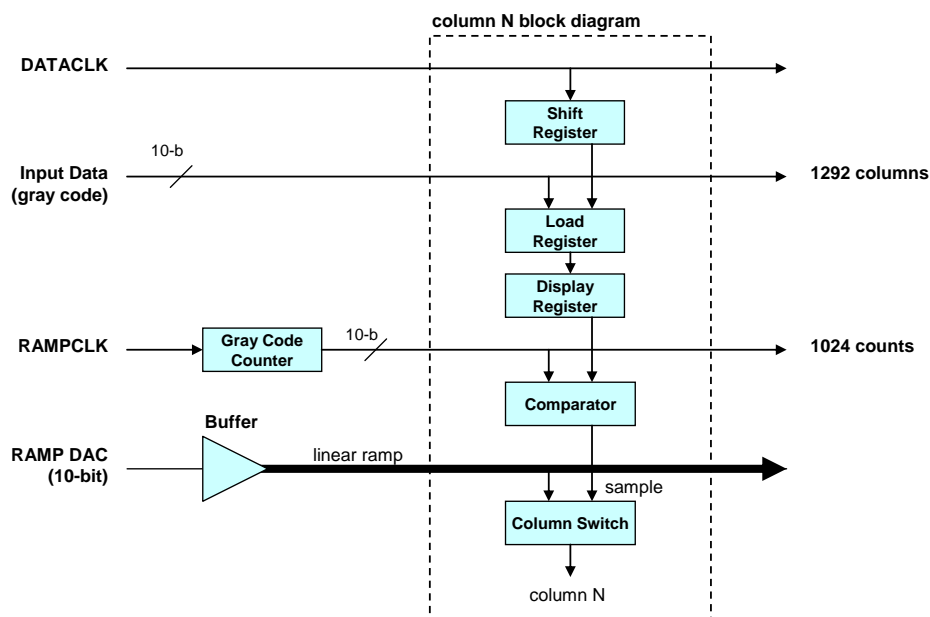 column N block diagram
DATACLK
Shift
Register
10-b
Input Data
(gray code)
1292 columns
Load
Register
Display
Register
RAMPCLK
Gray Code
Counter
10-b
1024 counts
Comparator
Buffer
RAMP DAC
(10-bit)
linear ramp
sample
Column Switch
column N